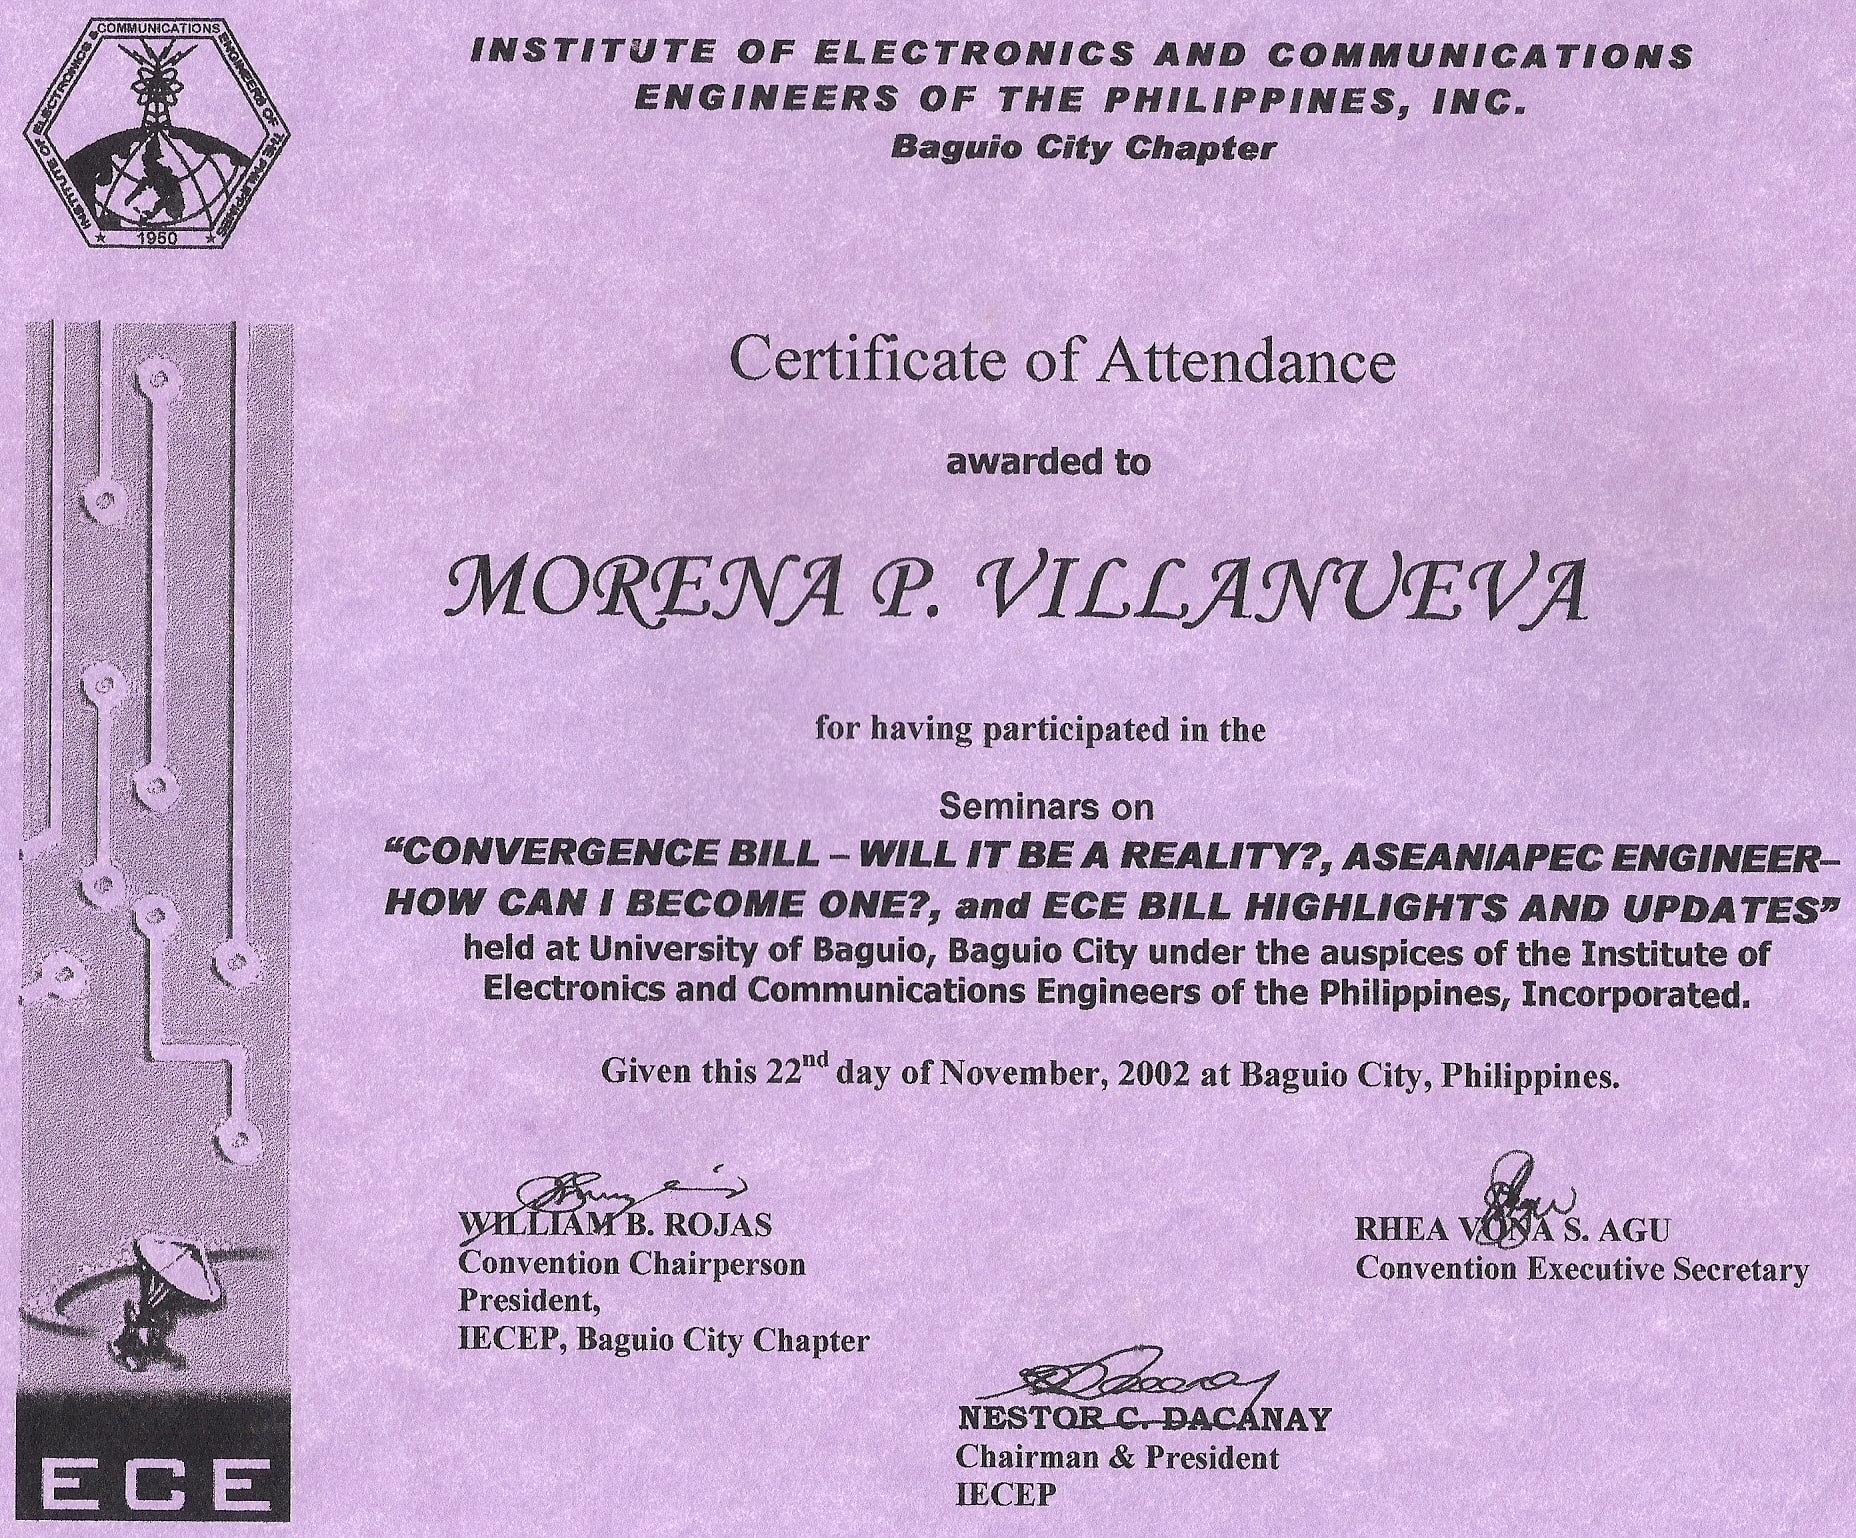 INSTITUTE OF ELECTRONICS & COMMUNICATIONS ENGINEERS OF THE PHILIPPINES
1950
INSTITUTE OF ELECTRONICS AND COMMUNICATIONS
ENGINEERS OF THE PHILIPPINES, INC.
Baguio City Chapter
Certificate of Attendance
awarded to
MORENA P. VILLANUEVA
for having participated in the
Seminars on
“CONVERGENCE BILL – WILL IT BE A REALITY?, ASEAN/APEC ENGINEER–
HOW CAN I BECOME ONE?, and ECE BILL HIGHLIGHTS AND UPDATES”
held at University of Baguio, Baguio City under the auspices of the Institute of
Electronics and Communications Engineers of the Philippines, Incorporated.
Given this 22nd day of November, 2002 at Baguio City, Philippines.
WILLIAM B. ROJAS
Convention Chairperson
President,
IECEP, Baguio City Chapter
RHEA VONA S. AGU
Convention Executive Secretary
NESTOR C. DACANAY
Chairman & President
IECEP
ECE